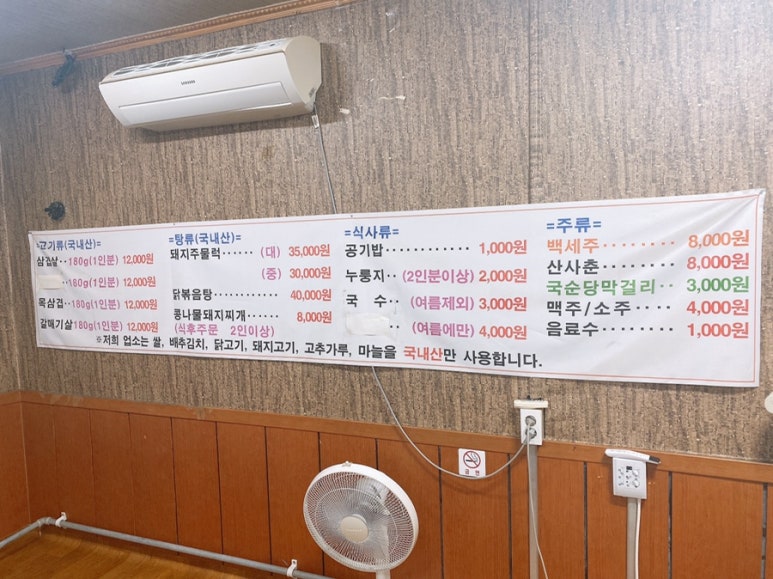 =고기류(국내산)=
삼겹살··180g(1인분) 12,000원
··180g(1인분) 12,000원
목삼겹··180g(1인분) 12,000원
갈매기살180g(1인분) 12,000원
=탕류(국내산)=
돼지주물럭······ (대) 35,000원
(중) 30,000원
닭볶음탕 ············ 40,000원
콩나물돼지찌개······ 8,000원
(식후주문 2인이상)
=식사류=
공기밥············ 1,000원
누룽지··(2인분이상) 2,000원
국 수··(여름제외) 3,000원
··(여름에만) 4,000원
=주류=
백세주········ 8,000원
산사춘········ 8,000원
국순당막걸리·· 3,000원
맥주/소주···· 4,000원
음료수······ 1,000원
※저희 업소는 쌀, 배추김치, 닭고기, 돼지고기, 고추가루, 마늘을 국내산만 사용합니다.
금연